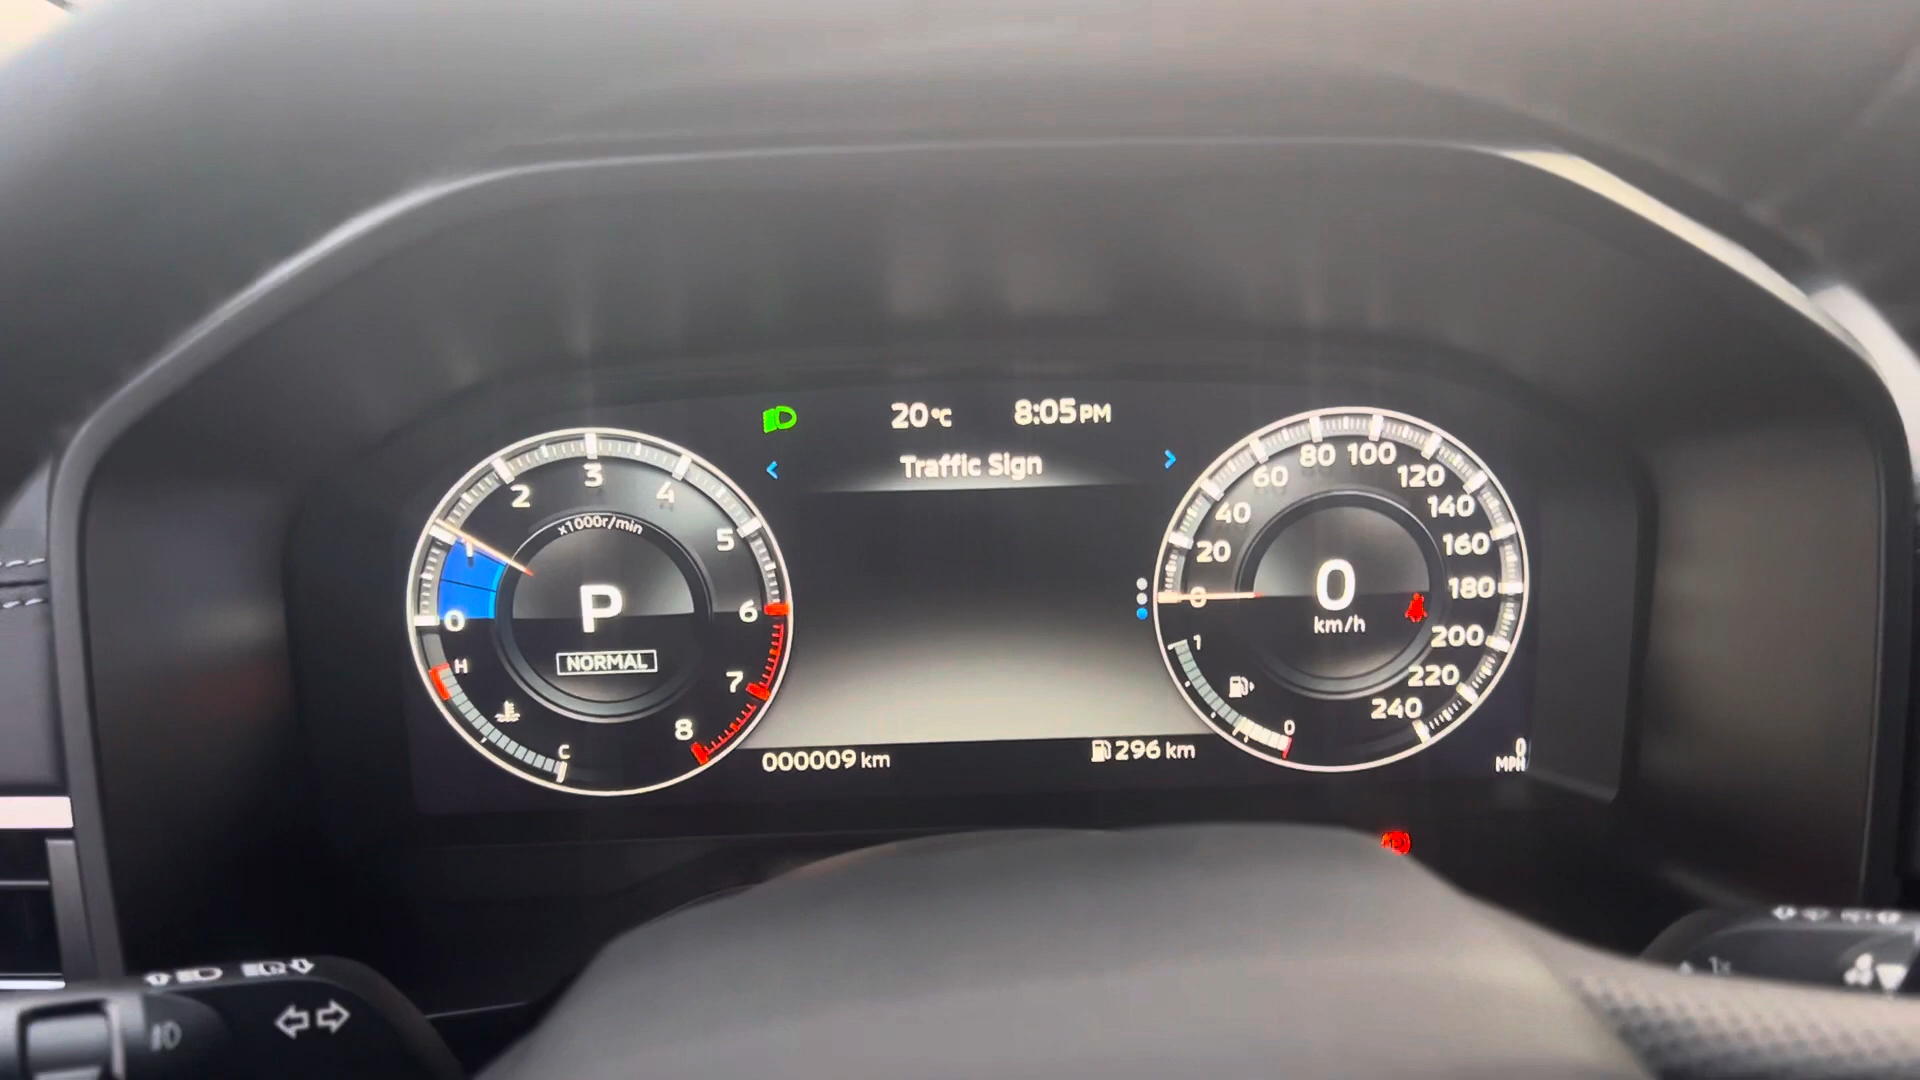 20°C 8:05PM
Traffic Sign
0 1 2 3 4 5 6 7 8
x1000r/min
P
NORMAL
H
C
0 20 40 60 80 100 120 140 160 180 200 220 240
0
km/h
1
0
000009 km
296 km
0
MPH
1x